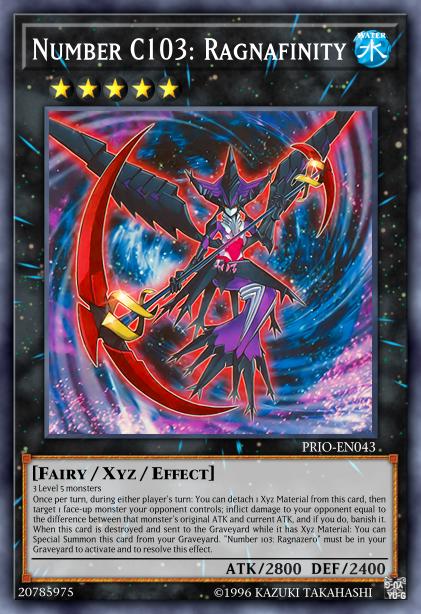 Number C103: Ragnafinity
WATER
水
PRIO-EN043
[Fairy / Xyz / Effect]
3 Level 5 monsters
Once per turn, during either player's turn: You can detach 1 Xyz Material from this card, then
target 1 face-up monster your opponent controls; inflict damage to your opponent equal to
the difference between that monster's original ATK and current ATK, and if you do, banish it.
When this card is destroyed and sent to the Graveyard while it has Xyz Material: You can
Special Summon this card from your Graveyard. "Number 103: Ragnazero" must be in your
Graveyard to activate and to resolve this effect.
ATK/2800 DEF/2400
20785975
©1996 KAZUKI TAKAHASHI